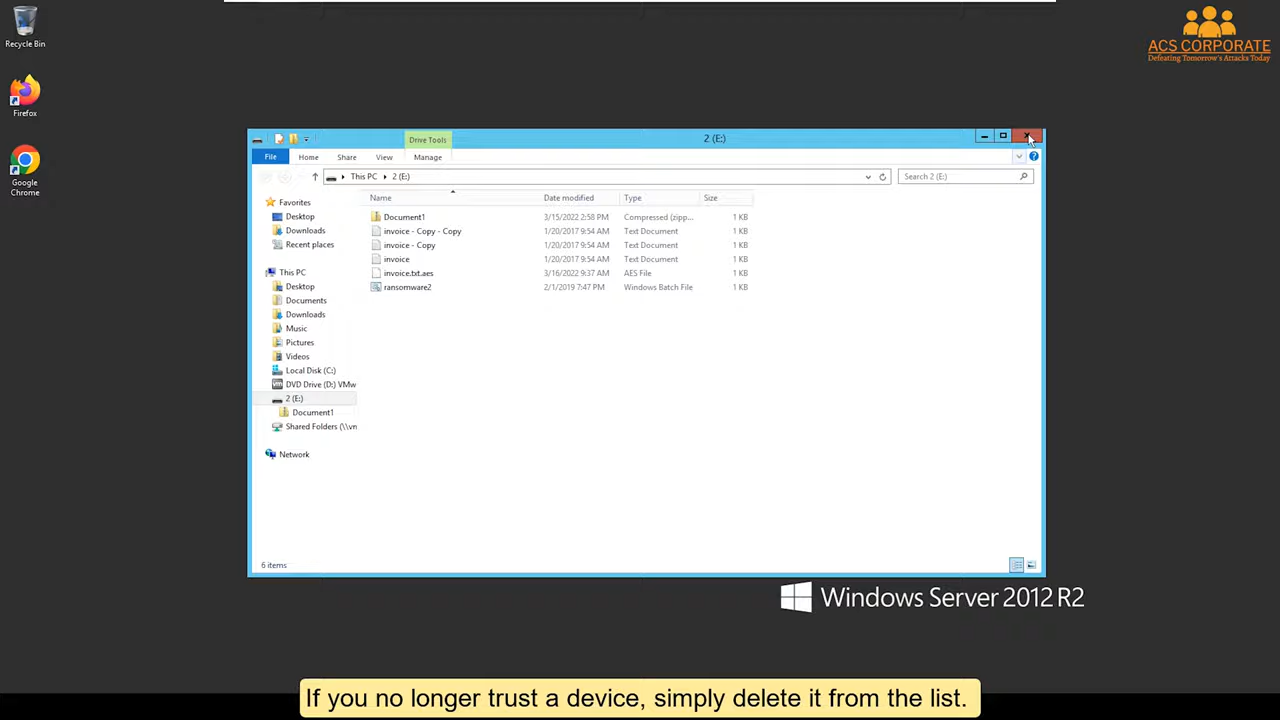 Recycle Bin
Firefox
Google
Chrome
ACS CORPORATE
Defeating Tomorrow's Attacks Today
Drive Tools
2 (E:)
File Home Share View Manage
This PC 2 (E:)
Search 2 (E:)
Name Date modified Type Size
Favorites
Desktop
Downloads
Recent places
This PC
Desktop
Documents
Downloads
Music
Pictures
Videos
Local Disk (C:)
DVD Drive (D:) VMw
2 (E:)
Document1
Shared Folders (\\vn
Network
Document1 3/15/2022 2:58 PM Compressed (zipp... 1 KB
invoice - Copy - Copy 1/20/2017 9:54 AM Text Document 1 KB
invoice - Copy 1/20/2017 9:54 AM Text Document 1 KB
invoice 1/20/2017 9:54 AM Text Document 1 KB
invoice.txt.aes 3/16/2022 9:37 AM AES File 1 KB
ransomware2 2/1/2019 7:47 PM Windows Batch File 1 KB
6 items
Windows Server 2012 R2
If you no longer trust a device, simply delete it from the list.